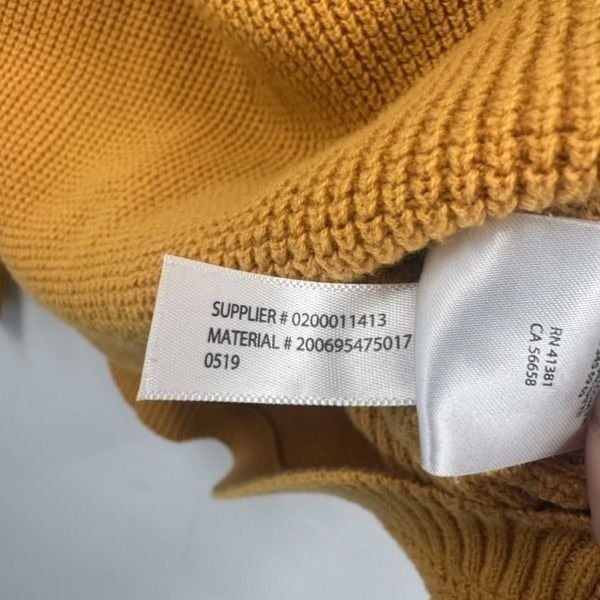 SUPPLIER # 0200011413
MATERIAL # 200695475017
0519
RN 41381
CA 56658